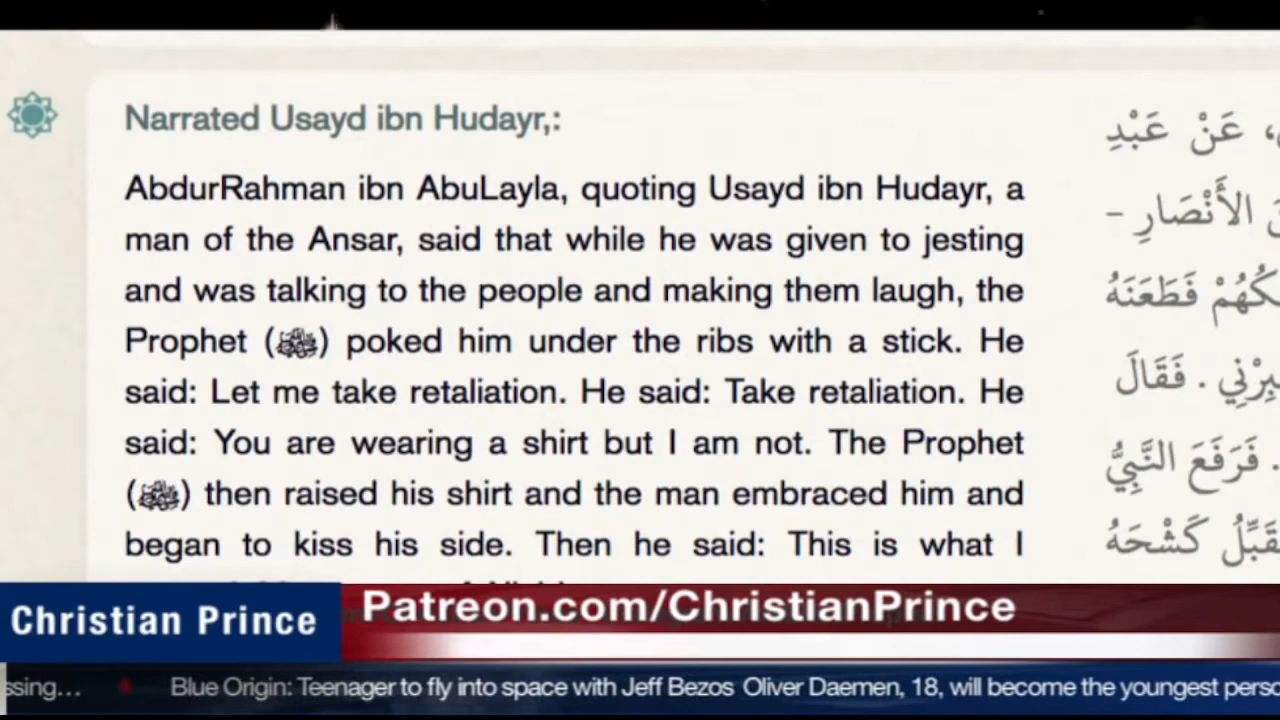 Narrated Usayd ibn Hudayr,:
AbdurRahman ibn AbuLayla, quoting Usayd ibn Hudayr, a
man of the Ansar, said that while he was given to jesting
and was talking to the people and making them laugh, the
Prophet (ﷺ) poked him under the ribs with a stick. He
said: Let me take retaliation. He said: Take retaliation. He
said: You are wearing a shirt but I am not. The Prophet
(ﷺ) then raised his shirt and the man embraced him and
began to kiss his side. Then he said: This is what I
، عَنْ عَبْدِ
الأَنْصَارِ -
فَطَعَنَهُ
. فَقَالَ
. فَرَفَعَ النَّبِيُّ
كَشْحَهُ
Christian Prince
Patreon.com/ChristianPrince
ssing... Blue Origin: Teenager to fly into space with Jeff Bezos Oliver Daemen, 18, will become the youngest perso